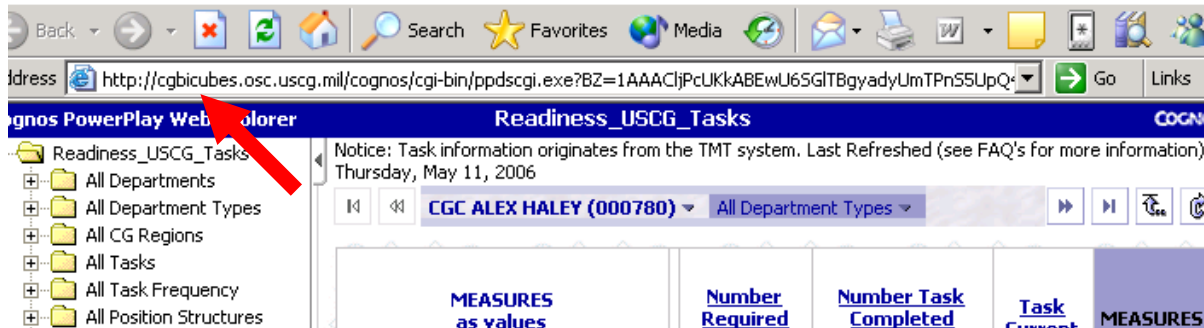 Back Search Favorites Media
ddress http://cgbicubes.osc.uscg.mil/cognos/cgi-bin/ppdscgi.exe?BZ=1AAACljPcUKkABEwU6SGlTBgyadyUmTPnS5UpQ Go Links
ognos PowerPlay Web plorer Readiness_USCG_Tasks COGN
Readiness_USCG_Tasks Notice: Task information originates from the TMT system. Last Refreshed (see FAQ's for more information)
Thursday, May 11, 2006
All Departments
All Department Types CGC ALEX HALEY (000780) All Department Types
All CG Regions
All Tasks
All Task Frequency
All Position Structures
MEASURES
as values
Number
Required
Number Task
Completed
Task
Current
MEASURES